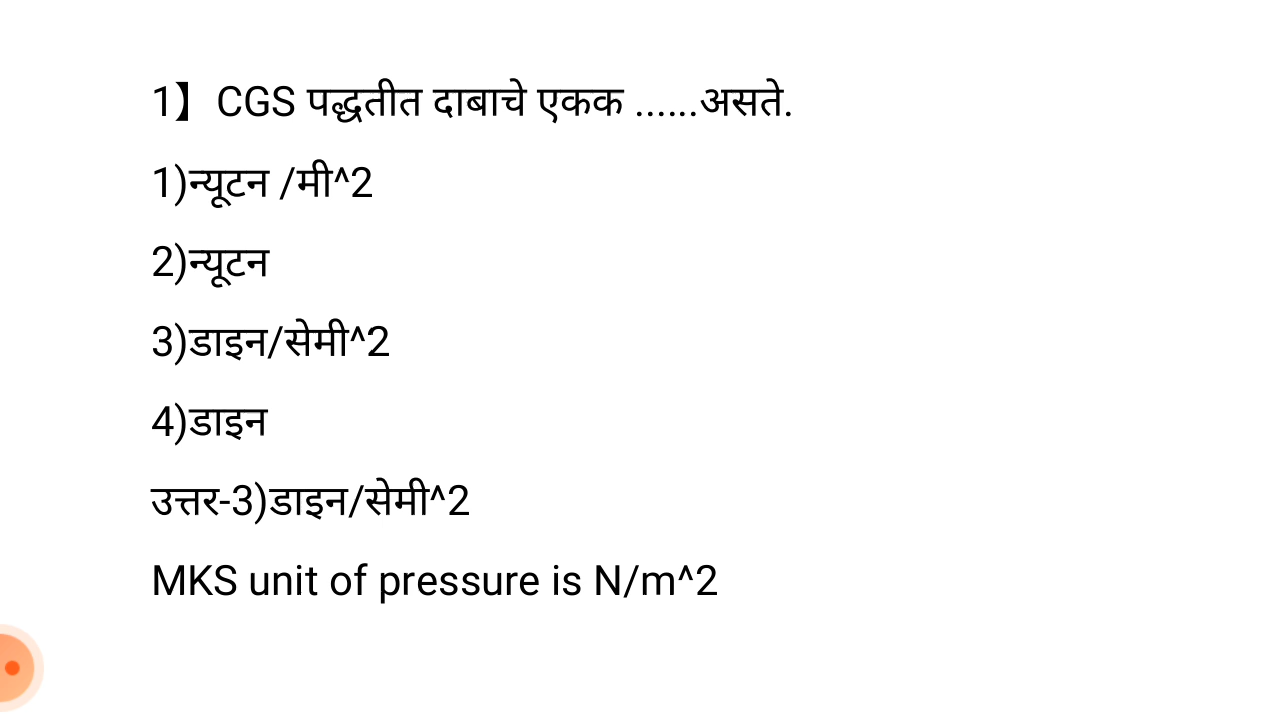 1】 CGS पद्धतीत दाबाचे एकक ......असते.
1)न्यूटन /मी^2
2)न्यूटन
3)डाइन/सेमी^2
4)डाइन
उत्तर-3)डाइन/सेमी^2
MKS unit of pressure is N/m^2